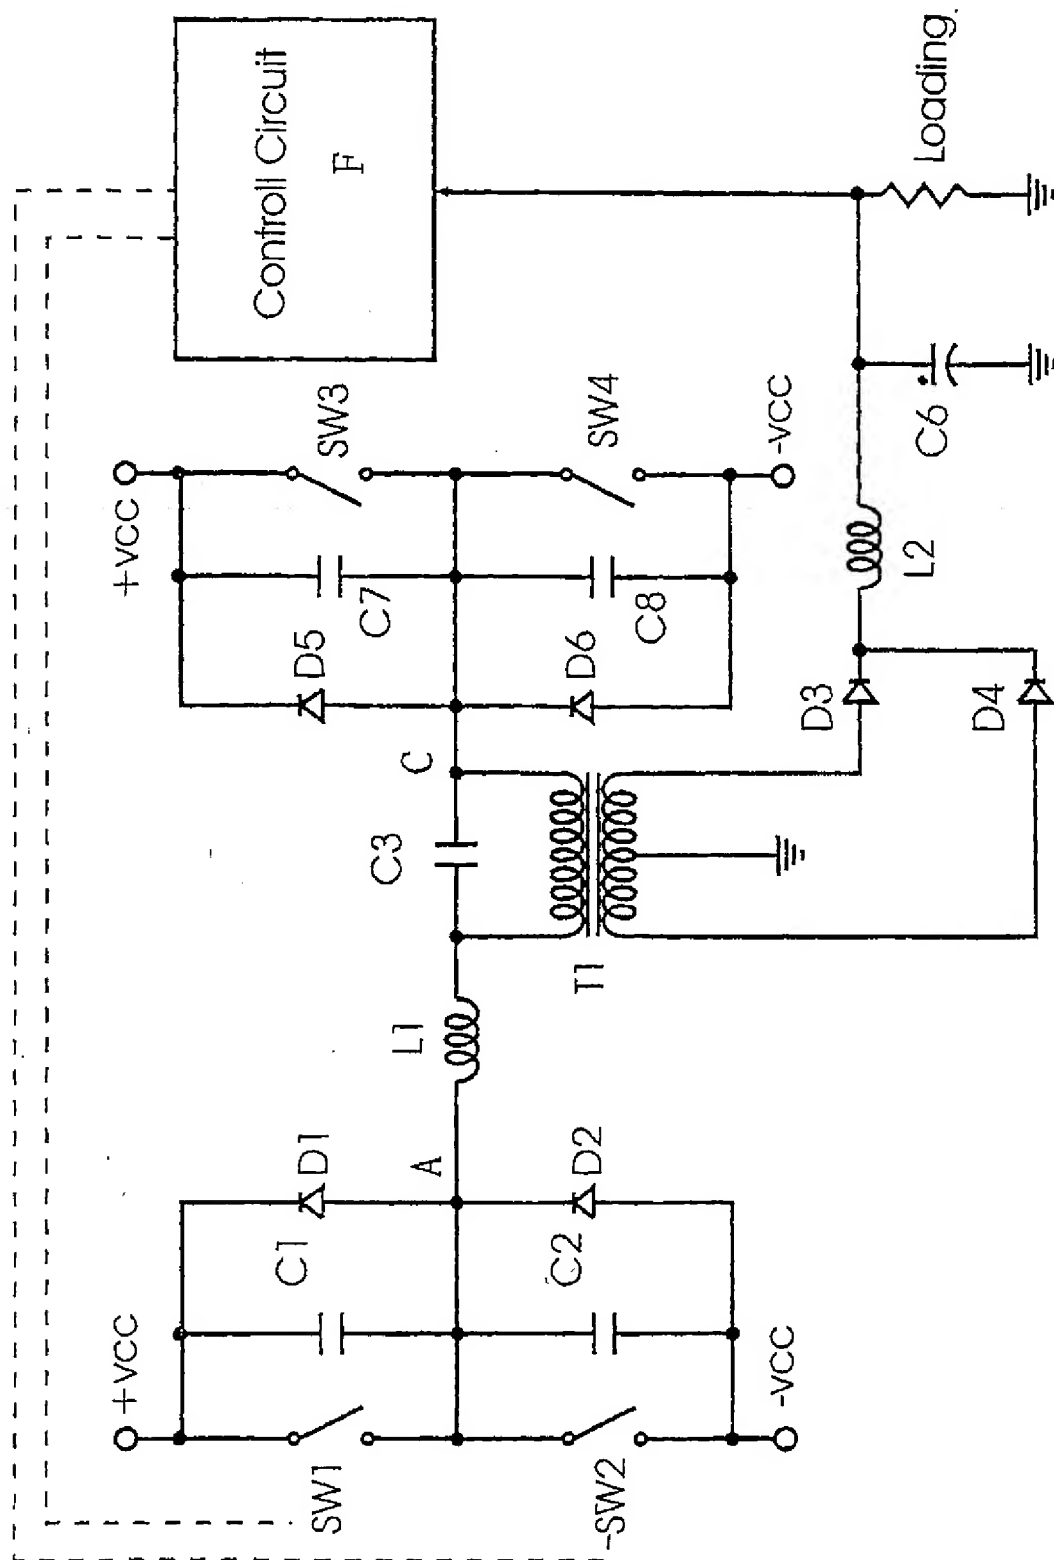 Controll Circuit
F
Loading.
+VCC
SW3
SW4
-VCC
C7
C8
D5
D6
C6
L2
D3
D4
C
C3
T1
L1
A
D1
D2
C1
C2
+VCC
SW1
-SW2
-VCC